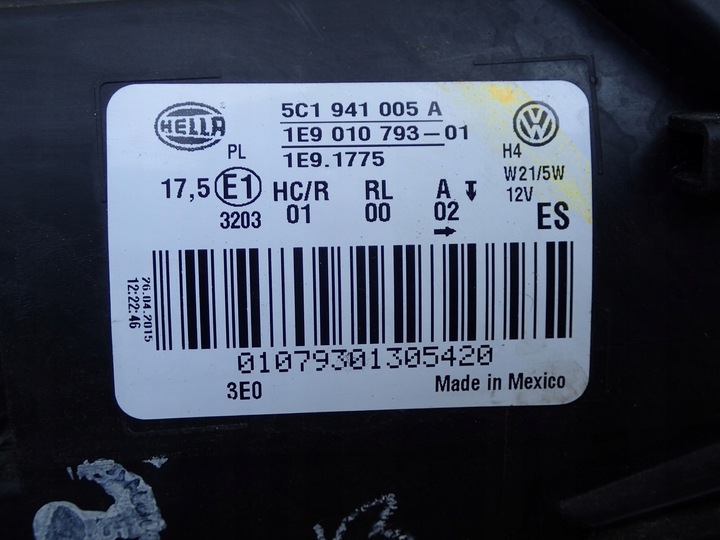 HELLA
5C1 941 005 A
1E9 010 793-01
1E9.1775
PL
H4
W21/5W
12V
17,5 E1 HC/R RL A
3203 01 00 02
ES
26.04.2015
12:22:46
01079301305420
3E0 Made in Mexico